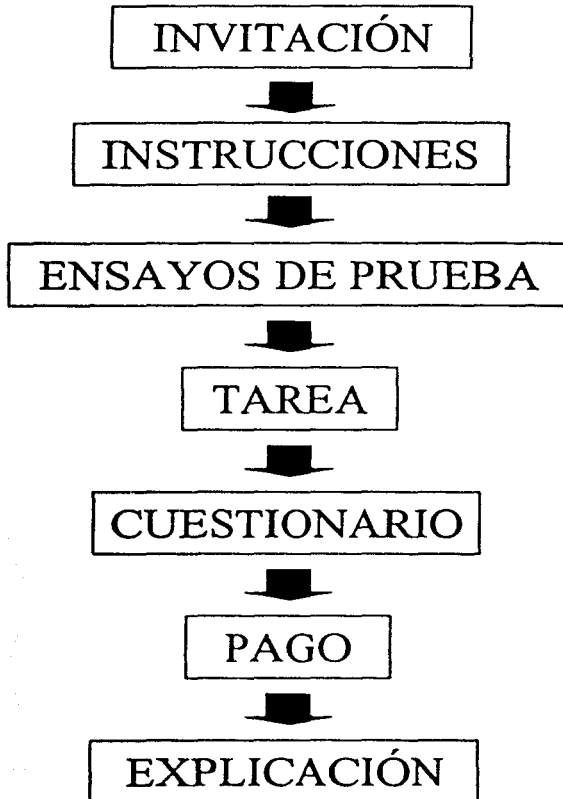 INVITACIÓN
INSTRUCCIONES
ENSAYOS DE PRUEBA
TAREA
CUESTIONARIO
PAGO
EXPLICACIÓN